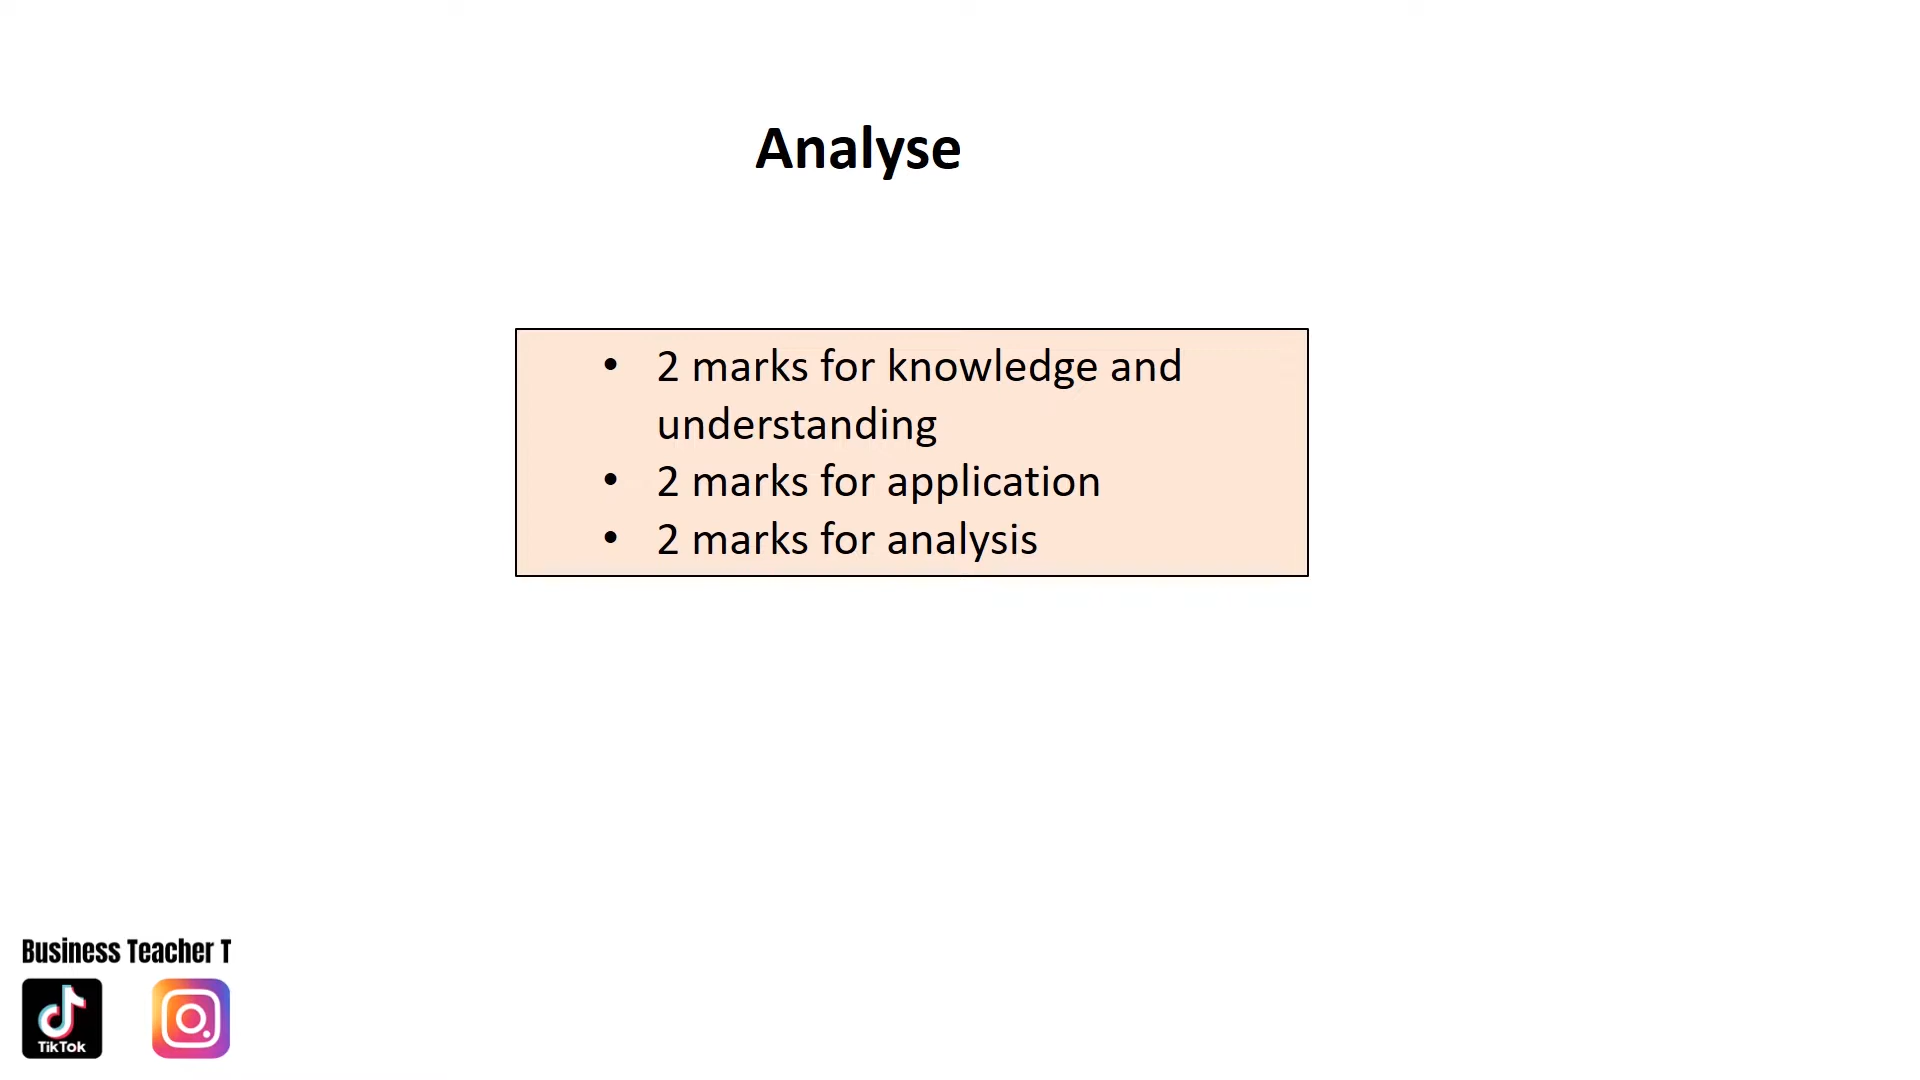 Analyse
• 2 marks for knowledge and
understanding
• 2 marks for application
• 2 marks for analysis
Business Teacher T
TikTok